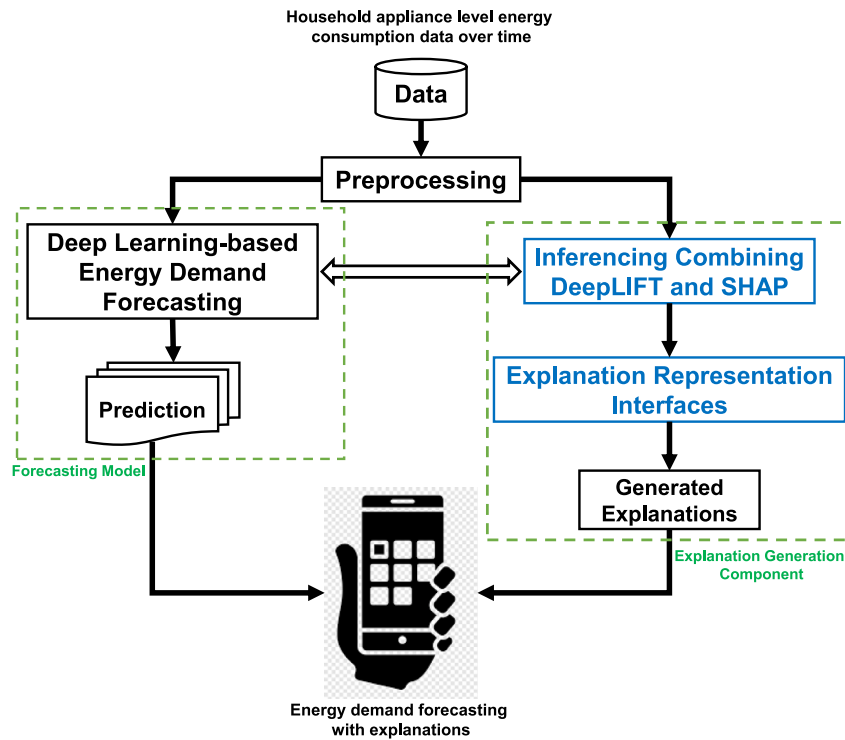 Household appliance level energy
consumption data over time
Data
Preprocessing
Deep Learning-based
Energy Demand
Forecasting
Inferencing Combining
DeepLIFT and SHAP
Prediction
Explanation Representation
Interfaces
Forecasting Model
Generated
Explanations
Explanation Generation
Component
Energy demand forecasting
with explanations